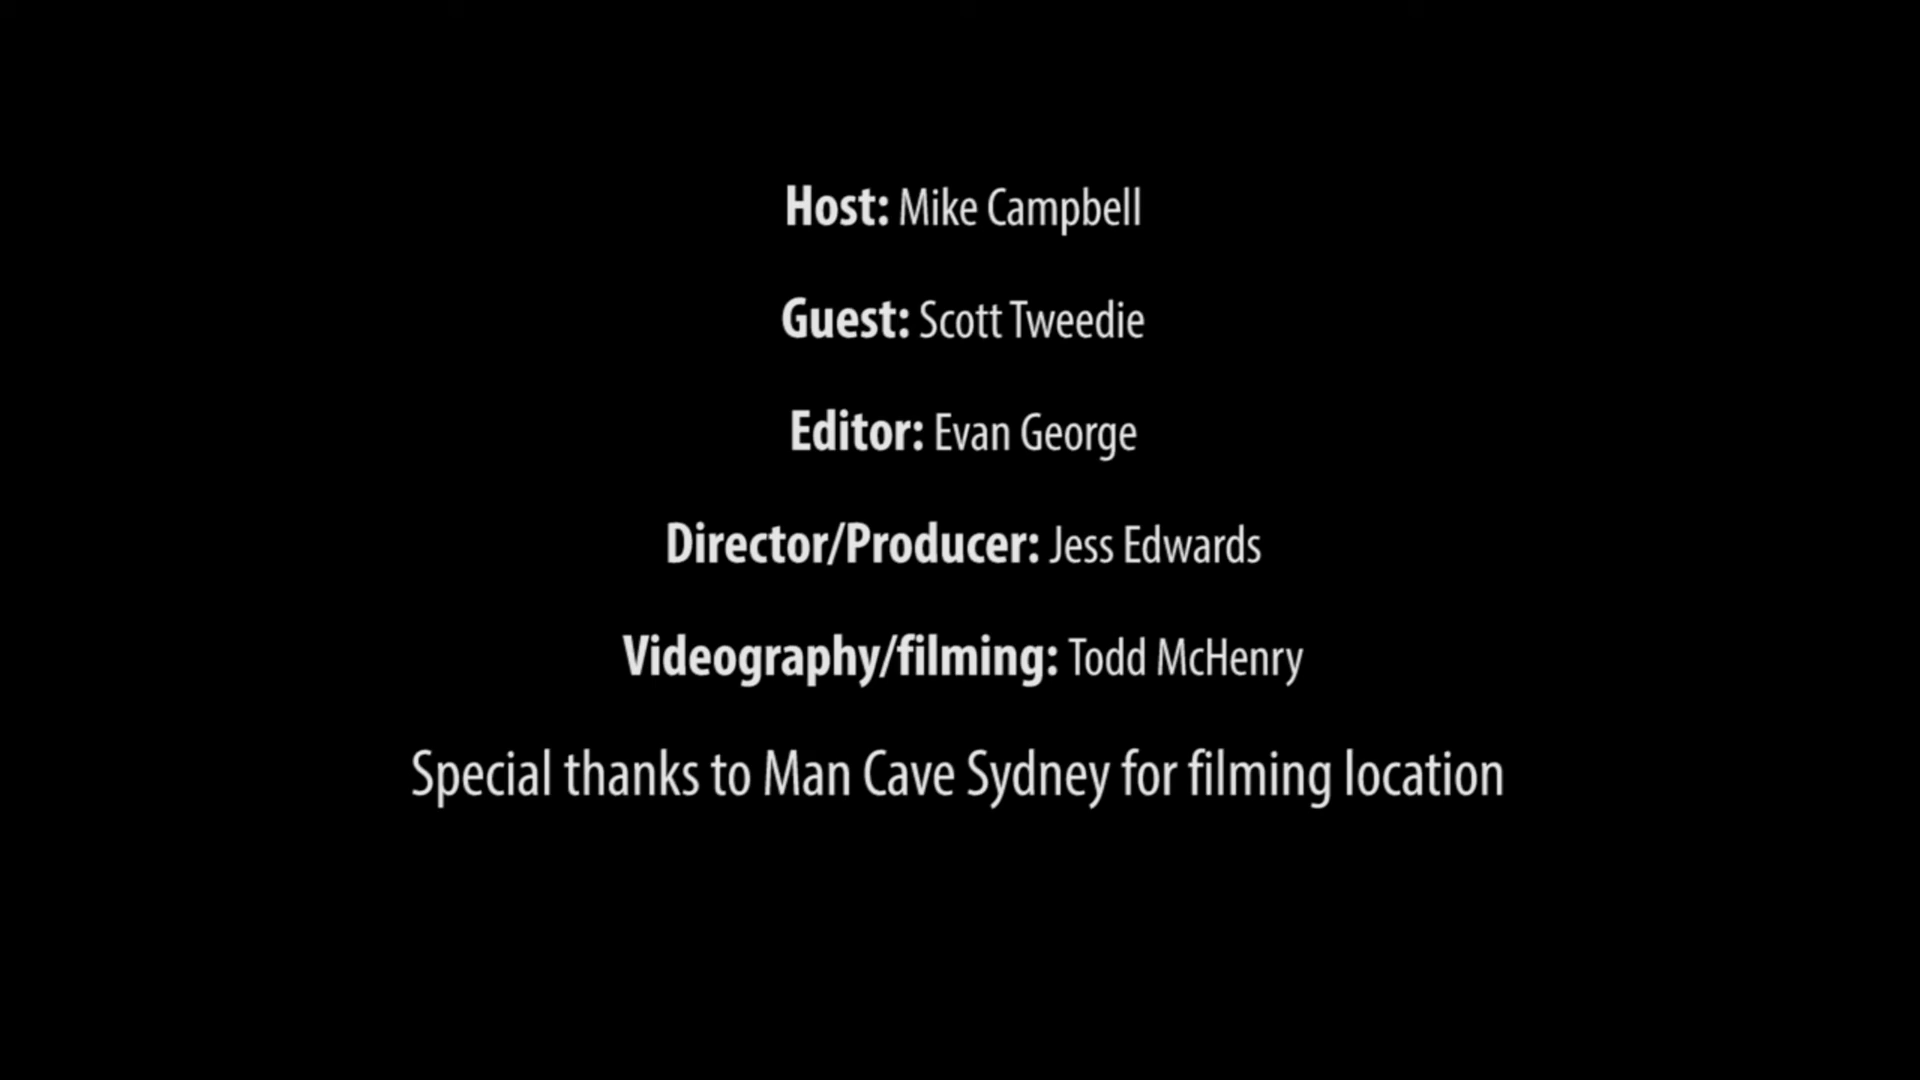 Host: Mike Campbell
Guest: Scott Tweedie
Editor: Evan George
Director/Producer: Jess Edwards
Videography/filming: Todd McHenry
Special thanks to Man Cave Sydney for filming location